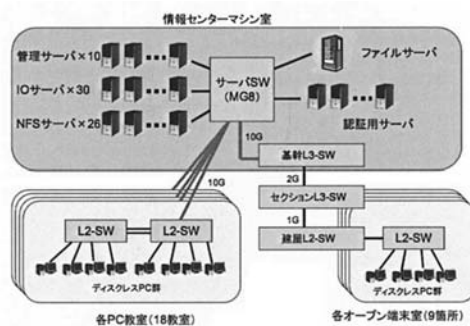 情報センターマシン室
管理サーバ×10
IOサーバ×30
NFSサーバ×26
サーバSW
(MG8)
ファイルサーバ
認証用サーバ
10G
基幹L3-SW
2G
セクションL3-SW
1G
建屋L2-SW
10G
L2-SW
L2-SW
ディスクレスPC群
各PC教室(18教室)
L2-SW
ディスクレスPC群
各オープン端末室(9箇所)